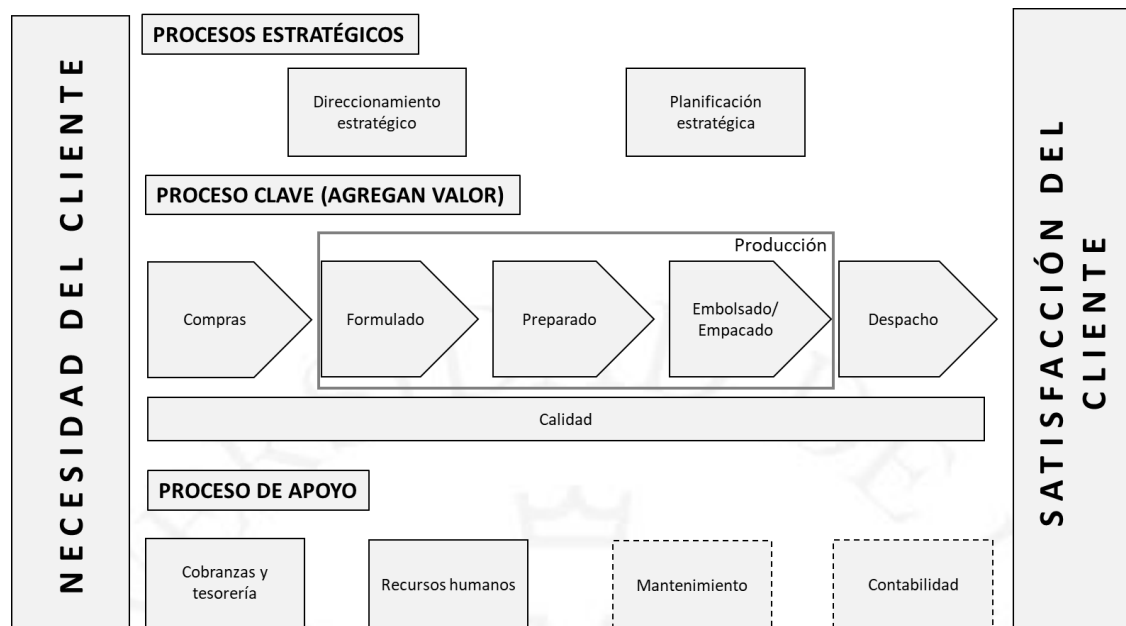 NECESIDAD DEL CLIENTE
PROCESOS ESTRATÉGICOS
Direccionamiento
estratégico
Planificación
estratégica
PROCESO CLAVE (AGREGAN VALOR)
Producción
Compras
Formulado
Preparado
Embolsado/
Empacado
Despacho
Calidad
PROCESO DE APOYO
Cobranzas y
tesorería
Recursos humanos
Mantenimiento
Contabilidad
SATISFACCIÓN DEL
CLIENTE